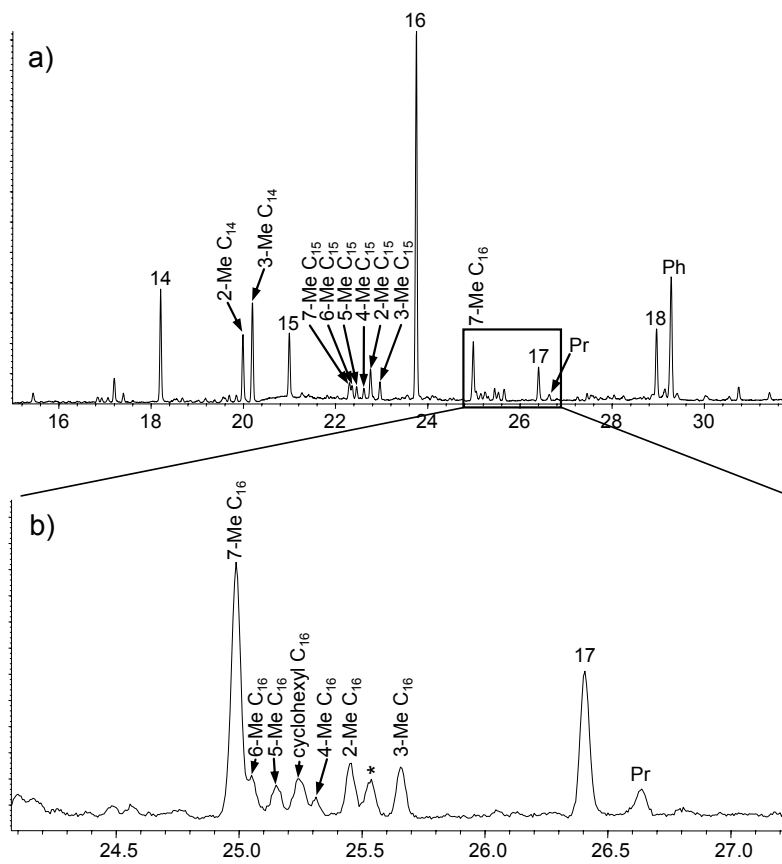 a)
16
2-Me C₁₄
3-Me C₁₄
14
15
7-Me C₁₅
6-Me C₁₅
5-Me C₁₅
4-Me C₁₅
2-Me C₁₅
3-Me C₁₅
7-Me C₁₆
17
Pr
18
Ph
16 18 20 22 24 26 28 30
b)
7-Me C₁₆
6-Me C₁₆
5-Me C₁₆
cyclohexyl C₁₆
4-Me C₁₆
2-Me C₁₆
*
3-Me C₁₆
17
Pr
24.5 25.0 25.5 26.0 26.5 27.0